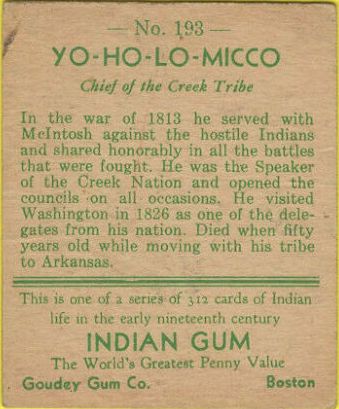 — No. 193 —
YO-HO-LO-MICCO
Chief of the Creek Tribe
In the war of 1813 he served with
McIntosh against the hostile Indians
and shared honorably in all the battles
that were fought. He was the Speaker
of the Creek Nation and opened the
councils on all occasions. He visited
Washington in 1826 as one of the dele-
gates from his nation. Died when fifty
years old while moving with his tribe
to Arkansas.
This is one of a series of 312 cards of Indian
life in the early nineteenth century
INDIAN GUM
The World's Greatest Penny Value
Goudey Gum Co. Boston